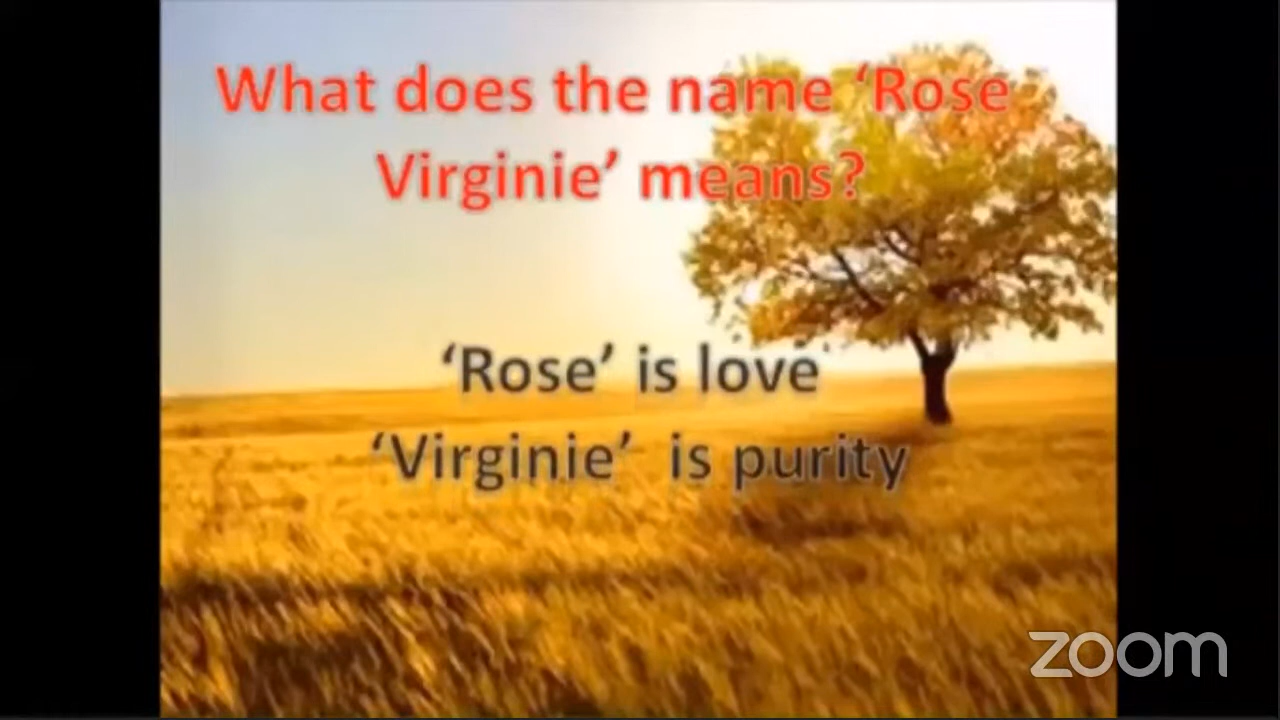 What does the name ‘Rose
Virginie’ means?
‘Rose’ is love
‘Virginie’ is purity
zoom